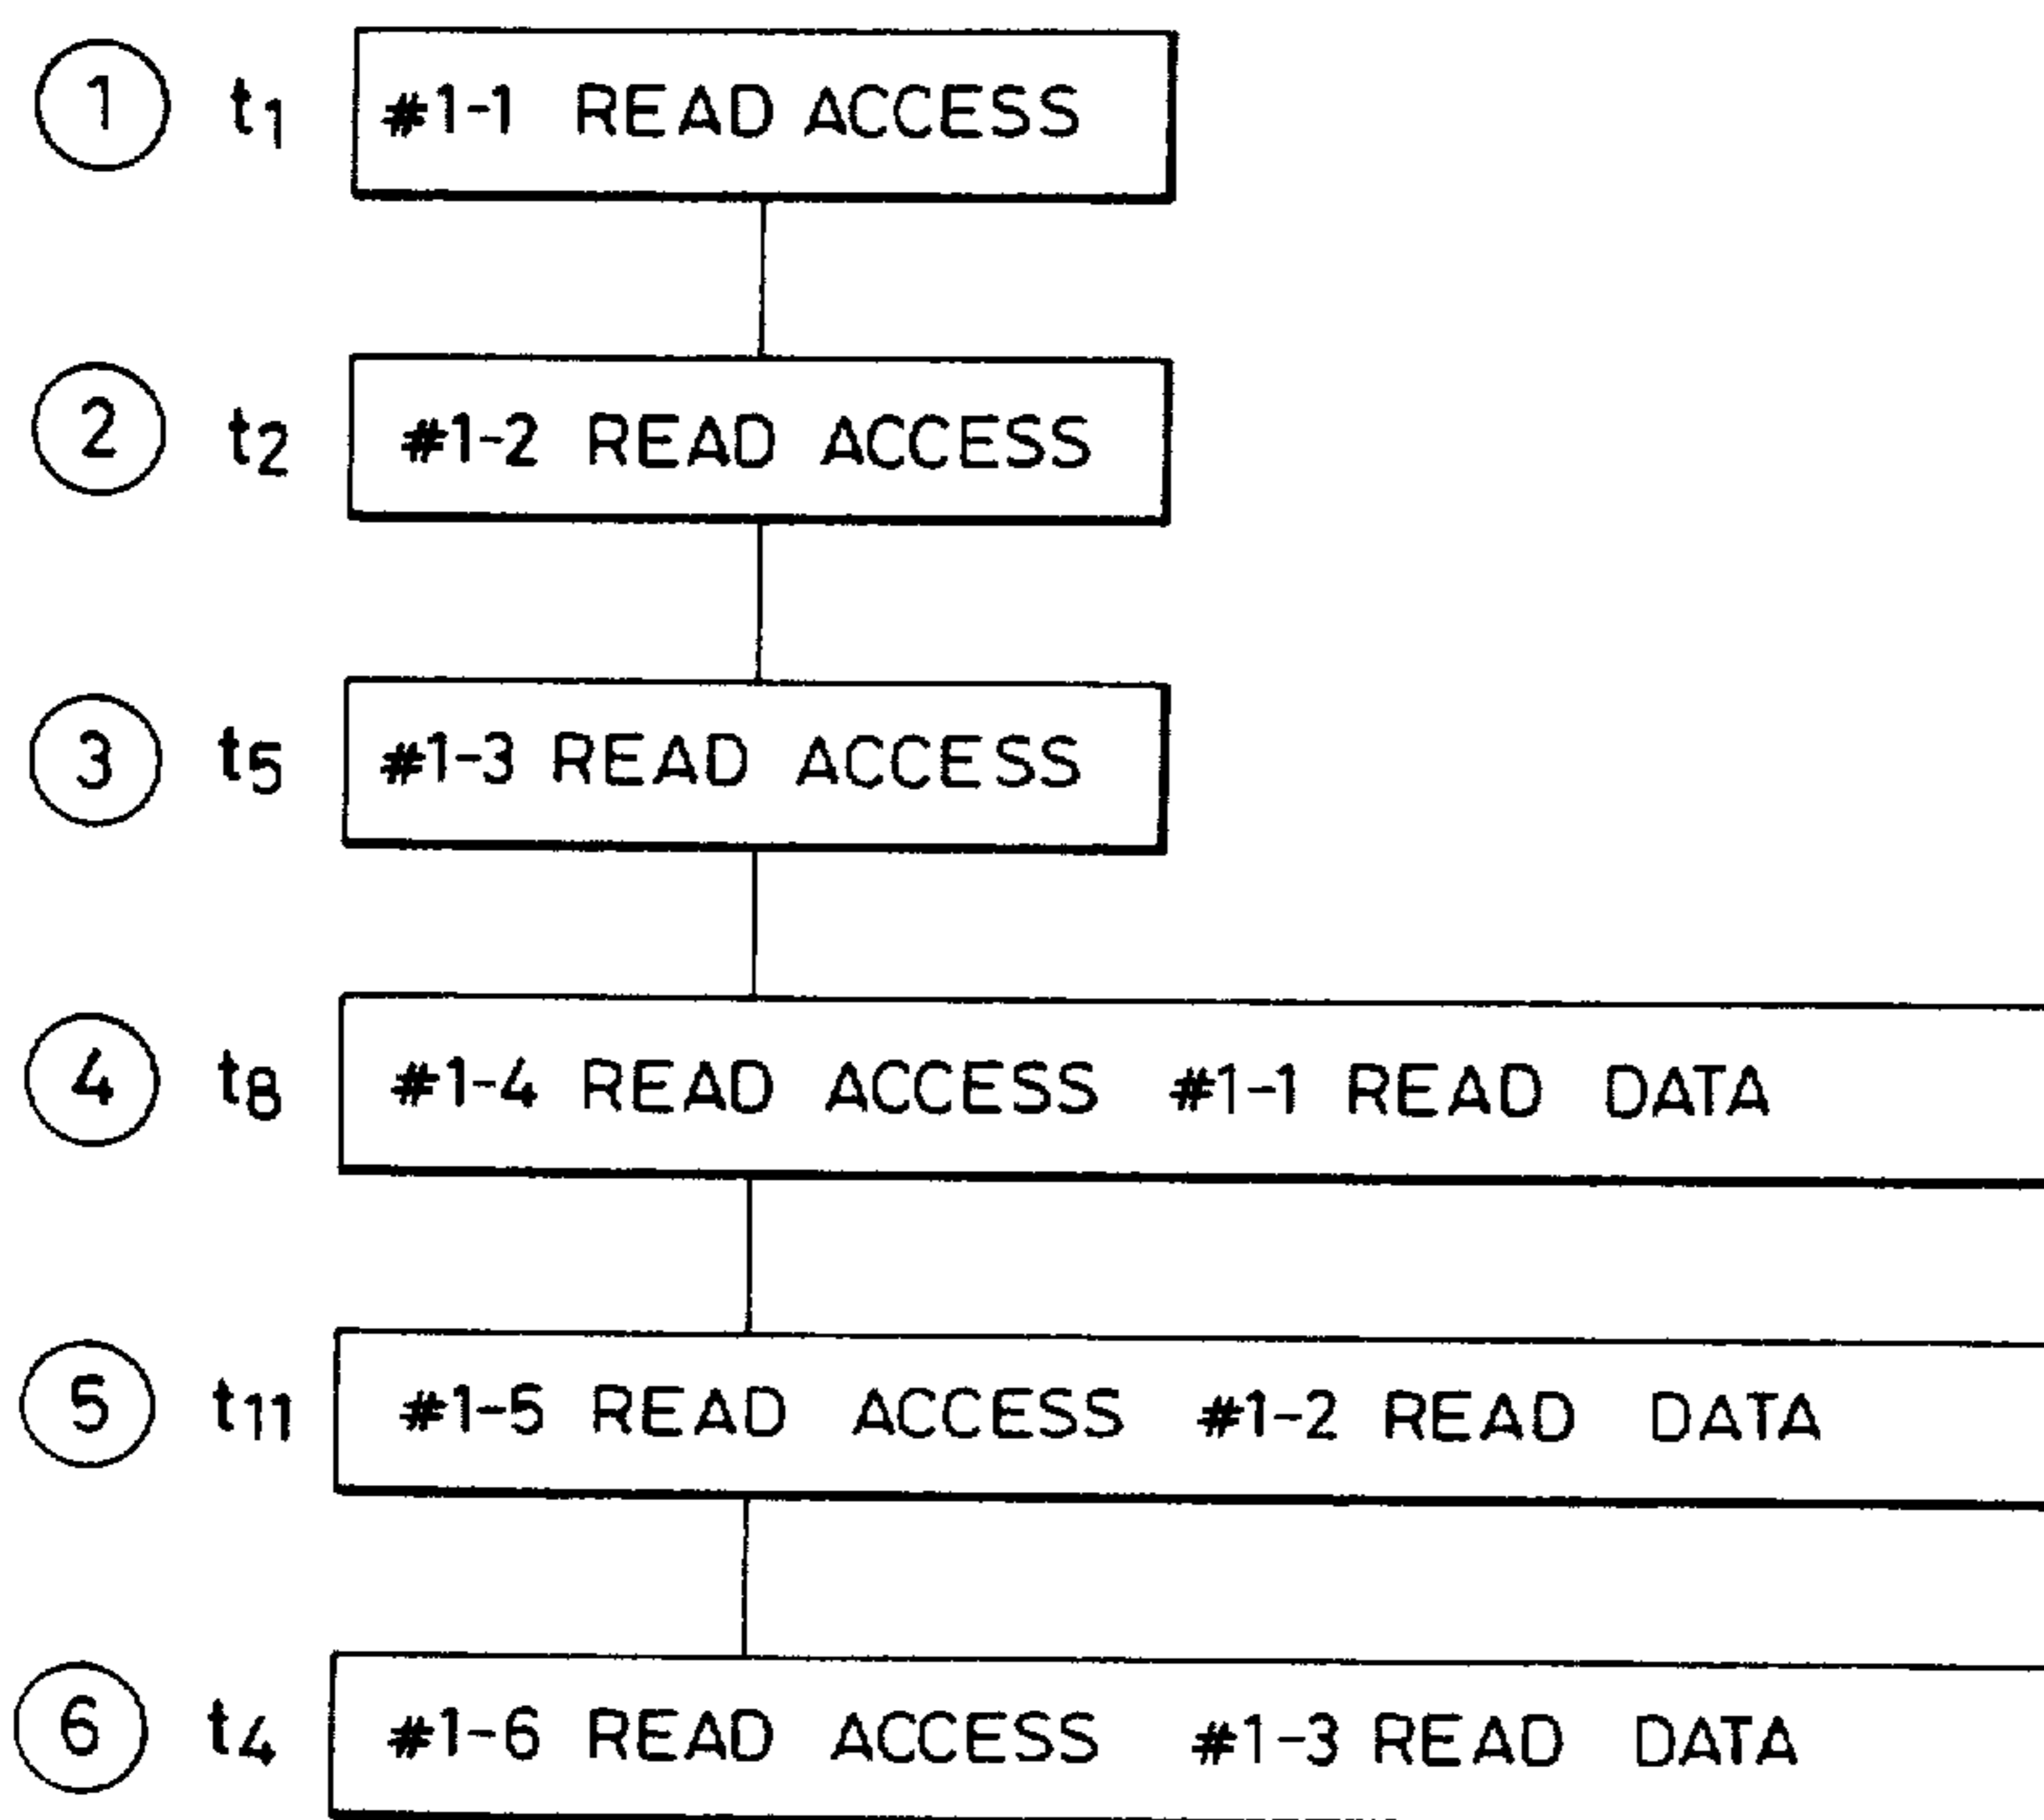 1 t1 #1-1 READ ACCESS
2 t2 #1-2 READ ACCESS
3 t5 #1-3 READ ACCESS
4 t8 #1-4 READ ACCESS #1-1 READ DATA
5 t11 #1-5 READ ACCESS #1-2 READ DATA
6 t4 #1-6 READ ACCESS #1-3 READ DATA